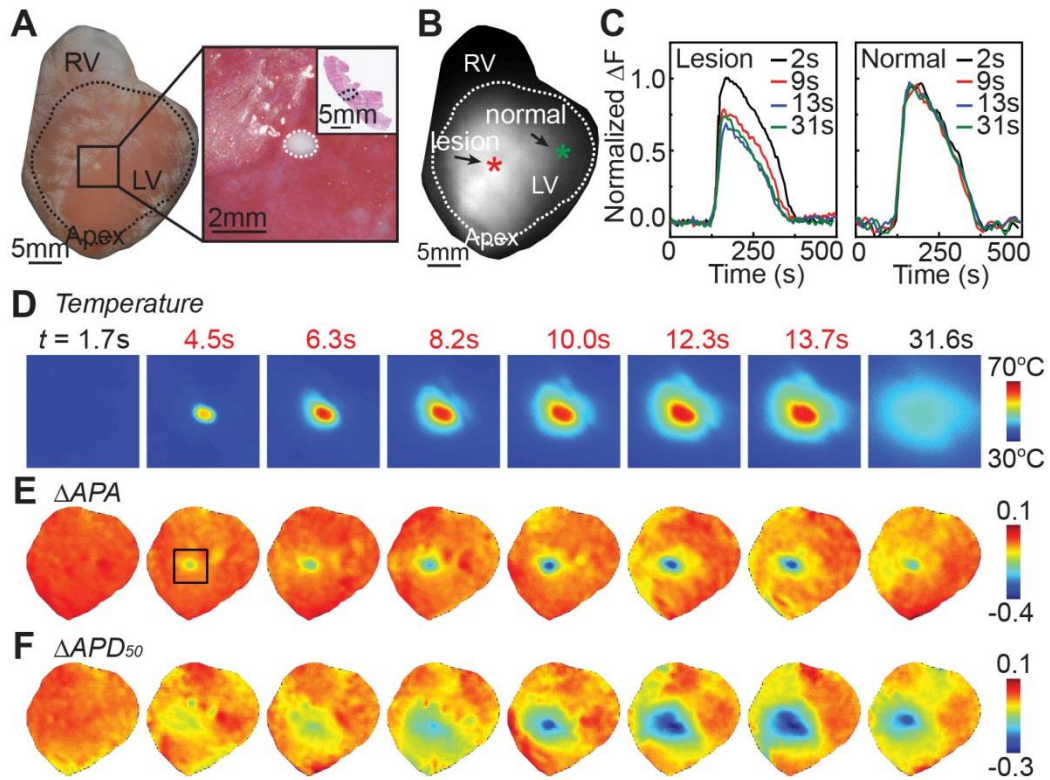 A
RV
LV
Apex
5mm
5mm
2mm
B
RV
normal
lesion
*
*
LV
Apex
5mm
C
Normalized ΔF
1.0
0.5
0.0
Lesion
2s
9s
13s
31s
250 500
Time (s)
Normal
2s
9s
13s
31s
250 500
Time (s)
D Temperature
t = 1.7s 4.5s 6.3s 8.2s 10.0s 12.3s 13.7s 31.6s
70°C
30°C
E ΔAPA
0.1
-0.4
F ΔAPD50
0.1
-0.3